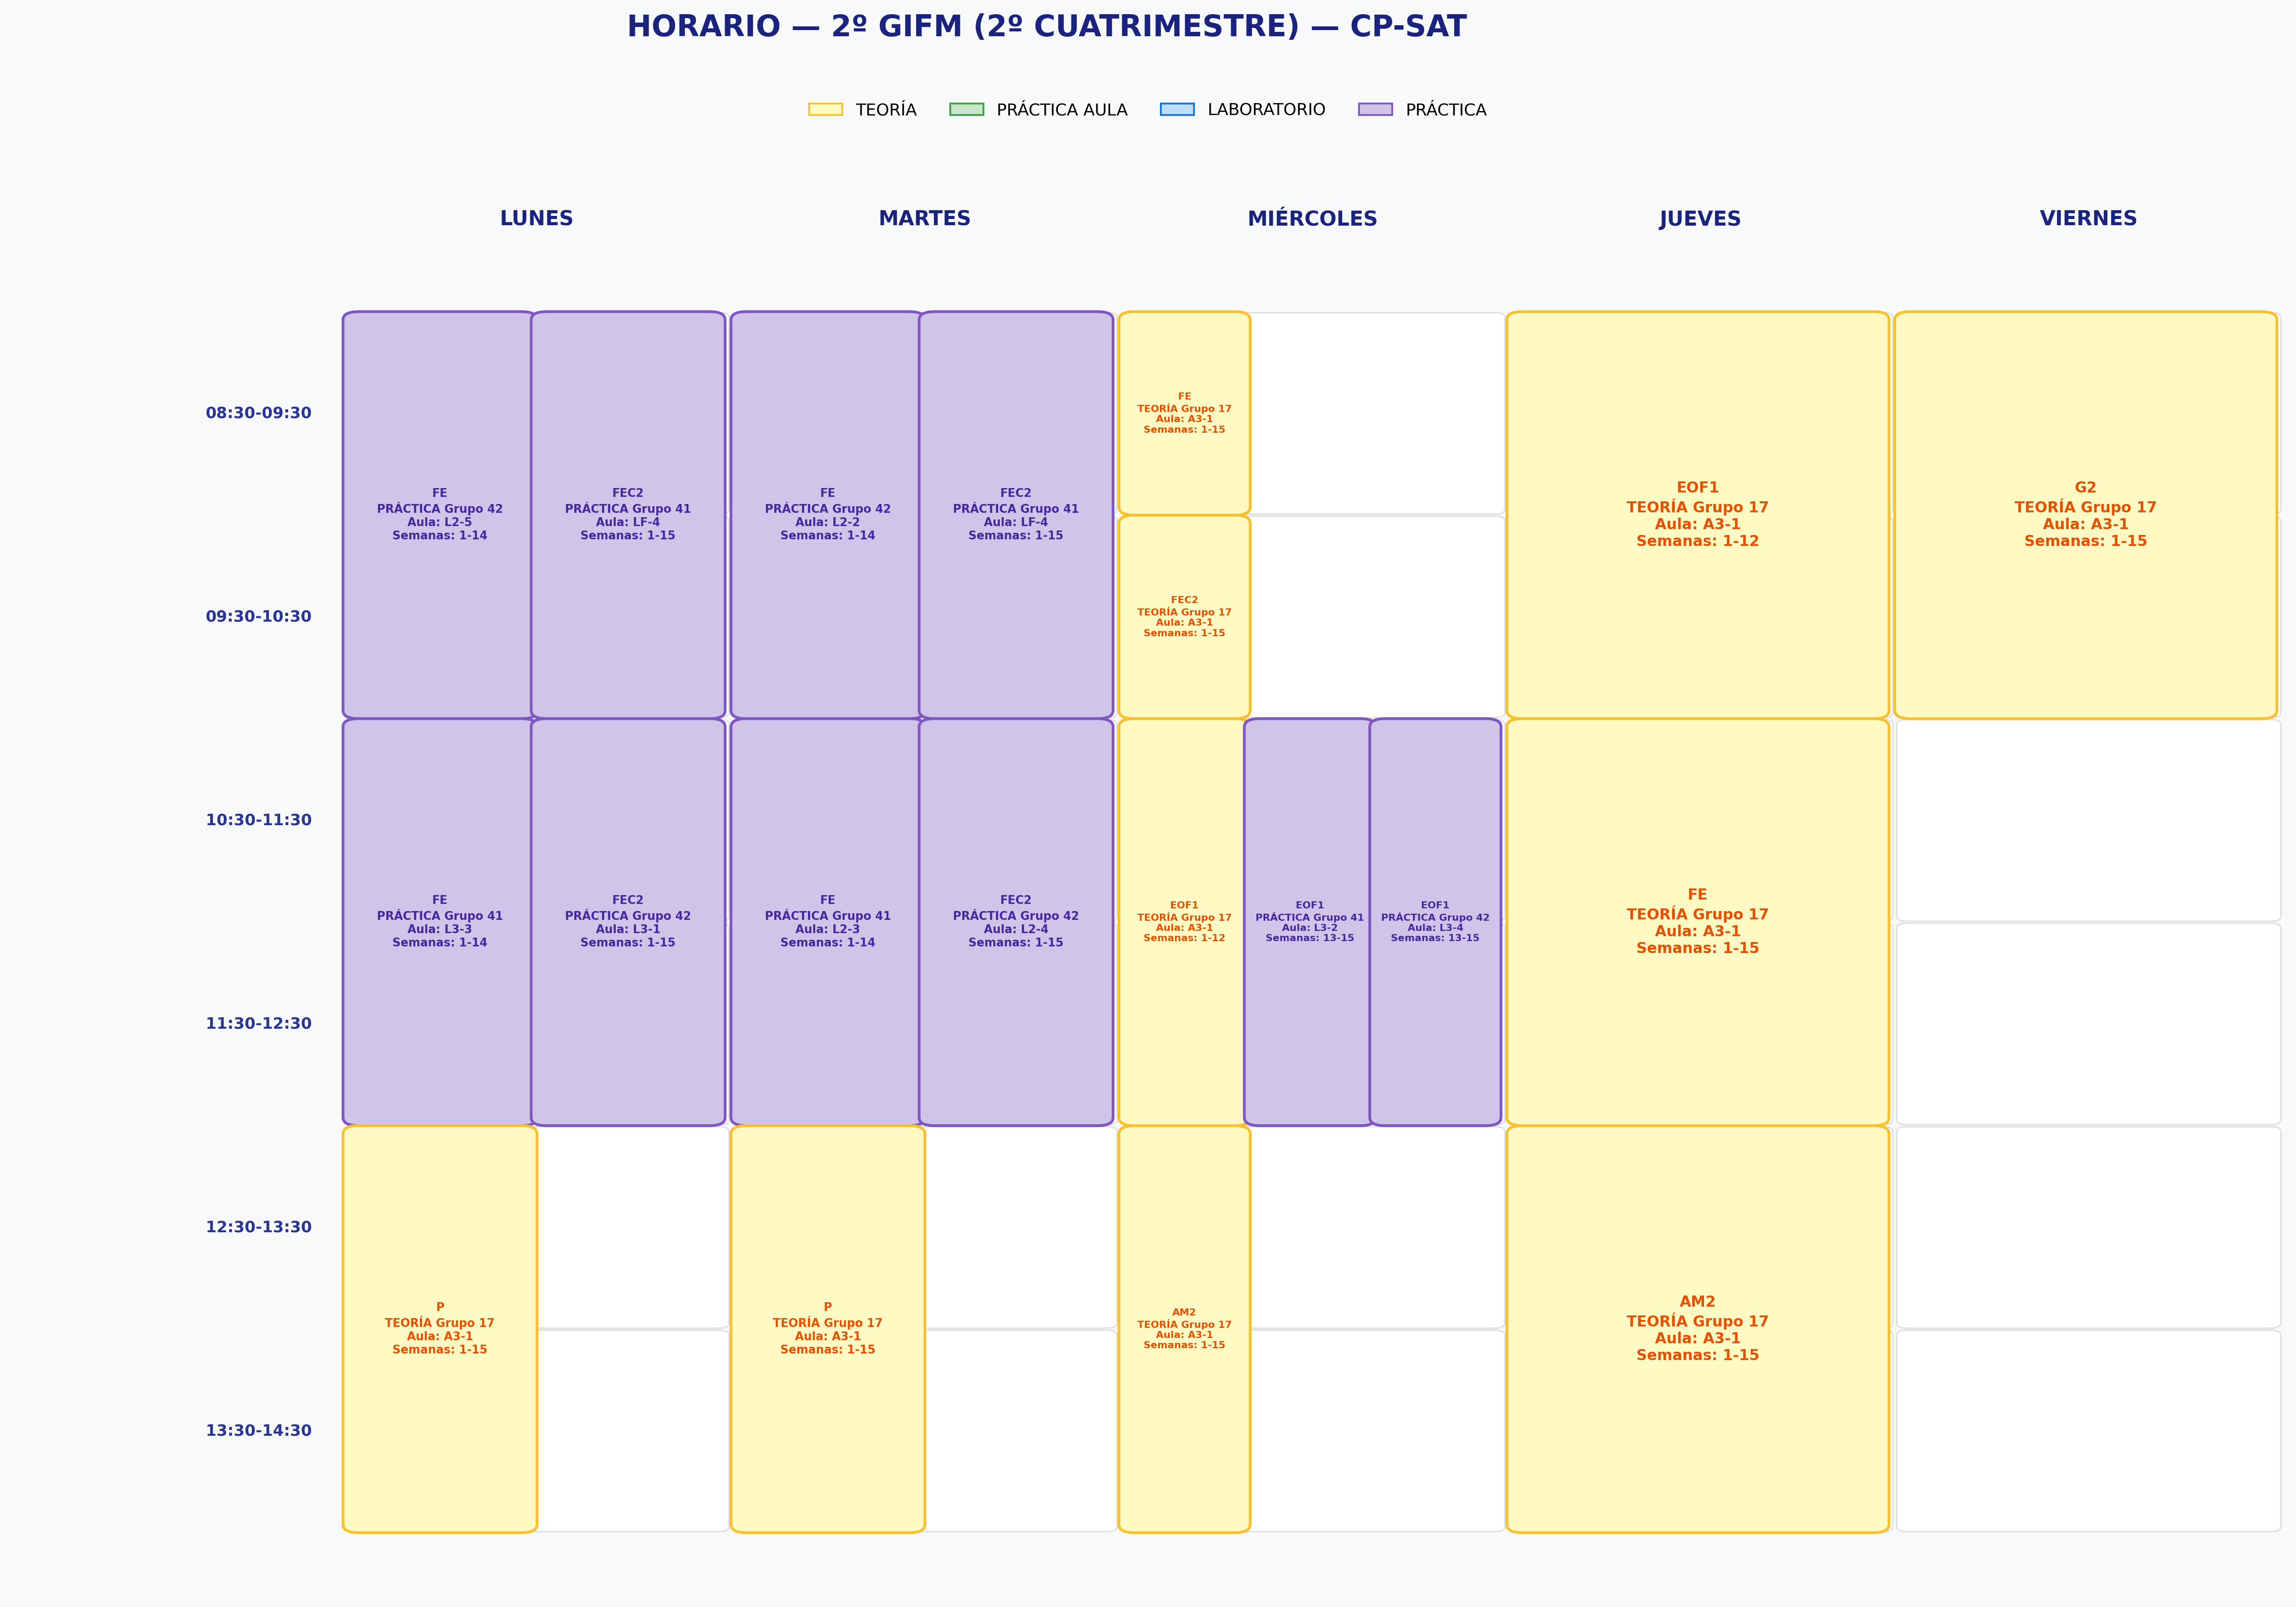 HORARIO — 2º GIFM (2º CUATRIMESTRE) — CP-SAT
TEORÍA
PRÁCTICA AULA
LABORATORIO
PRÁCTICA
LUNES
MARTES
MIÉRCOLES
JUEVES
VIERNES
08:30-09:30
09:30-10:30
FE
PRÁCTICA Grupo 42
Aula: L2-5
Semanas: 1-14
FEC2
PRÁCTICA Grupo 41
Aula: LF-4
Semanas: 1-15
FE
PRÁCTICA Grupo 42
Aula: L2-2
Semanas: 1-14
FEC2
PRÁCTICA Grupo 41
Aula: LF-4
Semanas: 1-15
FE
TEORÍA Grupo 17
Aula: A3-1
Semanas: 1-15
FEC2
TEORÍA Grupo 17
Aula: A3-1
Semanas: 1-15
EOF1
TEORÍA Grupo 17
Aula: A3-1
Semanas: 1-12
G2
TEORÍA Grupo 17
Aula: A3-1
Semanas: 1-15
10:30-11:30
11:30-12:30
FE
PRÁCTICA Grupo 41
Aula: L3-3
Semanas: 1-14
FEC2
PRÁCTICA Grupo 42
Aula: L3-1
Semanas: 1-15
FE
PRÁCTICA Grupo 41
Aula: L2-3
Semanas: 1-14
FEC2
PRÁCTICA Grupo 42
Aula: L2-4
Semanas: 1-15
EOF1
TEORÍA Grupo 17
Aula: A3-1
Semanas: 1-12
EOF1
PRÁCTICA Grupo 41
Aula: L3-2
Semanas: 13-15
EOF1
PRÁCTICA Grupo 42
Aula: L3-4
Semanas: 13-15
FE
TEORÍA Grupo 17
Aula: A3-1
Semanas: 1-15
12:30-13:30
13:30-14:30
P
TEORÍA Grupo 17
Aula: A3-1
Semanas: 1-15
P
TEORÍA Grupo 17
Aula: A3-1
Semanas: 1-15
AM2
TEORÍA Grupo 17
Aula: A3-1
Semanas: 1-15
AM2
TEORÍA Grupo 17
Aula: A3-1
Semanas: 1-15